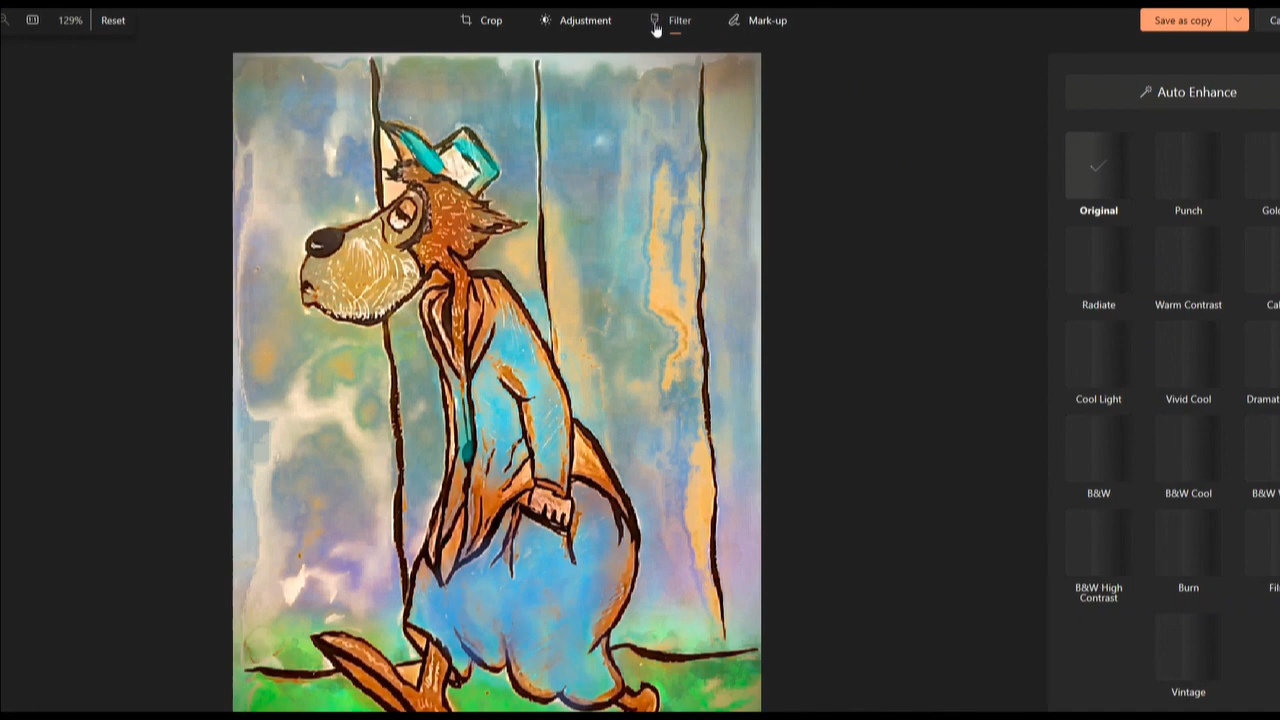 129%
Reset
Crop
Adjustment
Filter
Mark-up
Save as copy
Auto Enhance
Original
Punch
Radiate
Warm Contrast
Cool Light
Vivid Cool
B&W
B&W Cool
B&W High
Contrast
Burn
Vintage